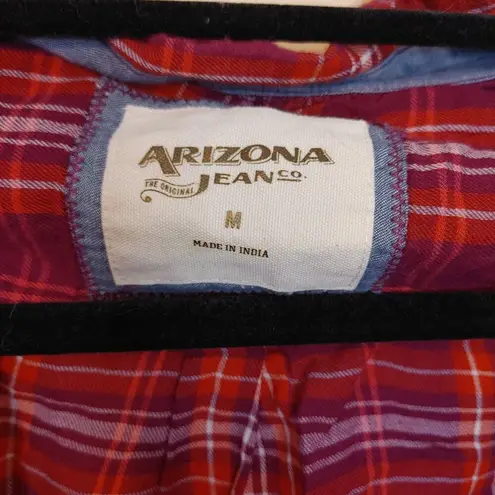 ARIZONA
THE ORIGINAL JEAN CO.
M
MADE IN INDIA